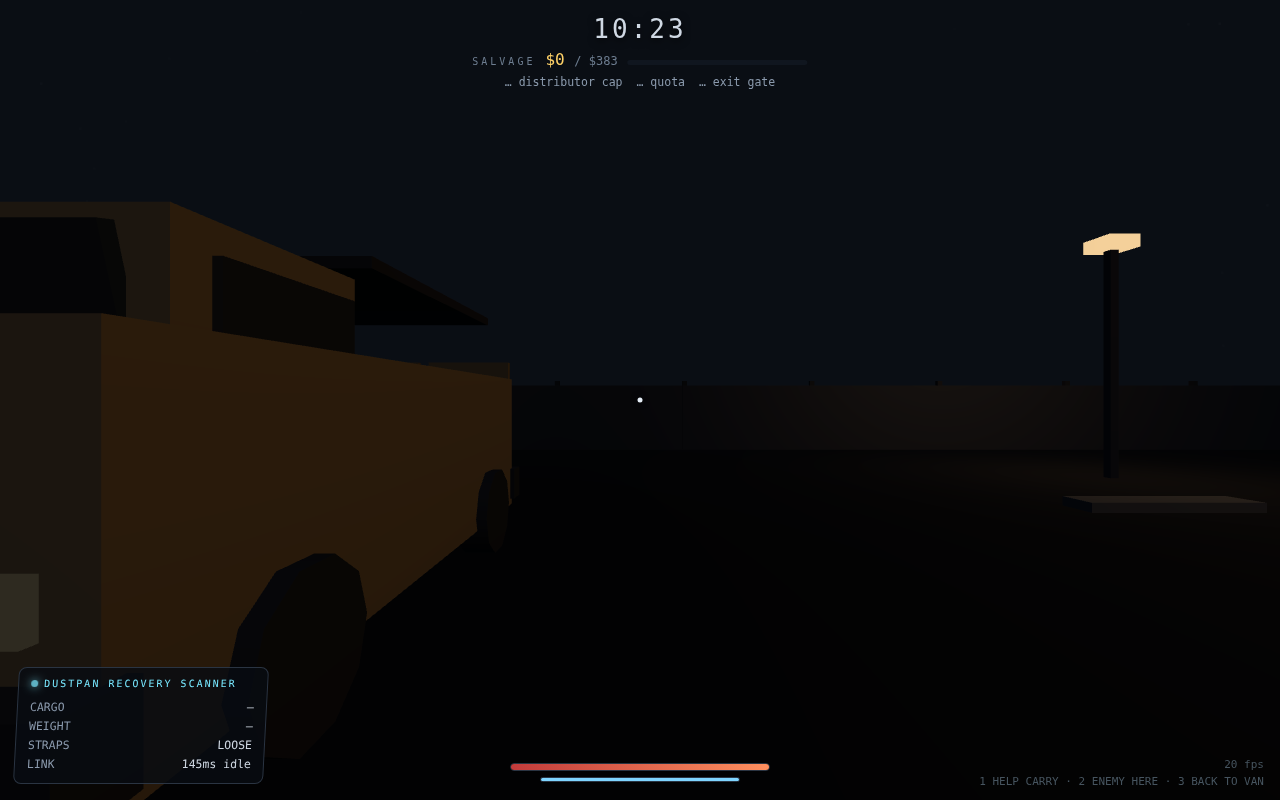 10:23
SALVAGE $0 / $383
… distributor cap … quota … exit gate
DUSTPAN RECOVERY SCANNER
CARGO —
WEIGHT —
STRAPS LOOSE
LINK 145ms idle
20 fps
1 HELP CARRY · 2 ENEMY HERE · 3 BACK TO VAN